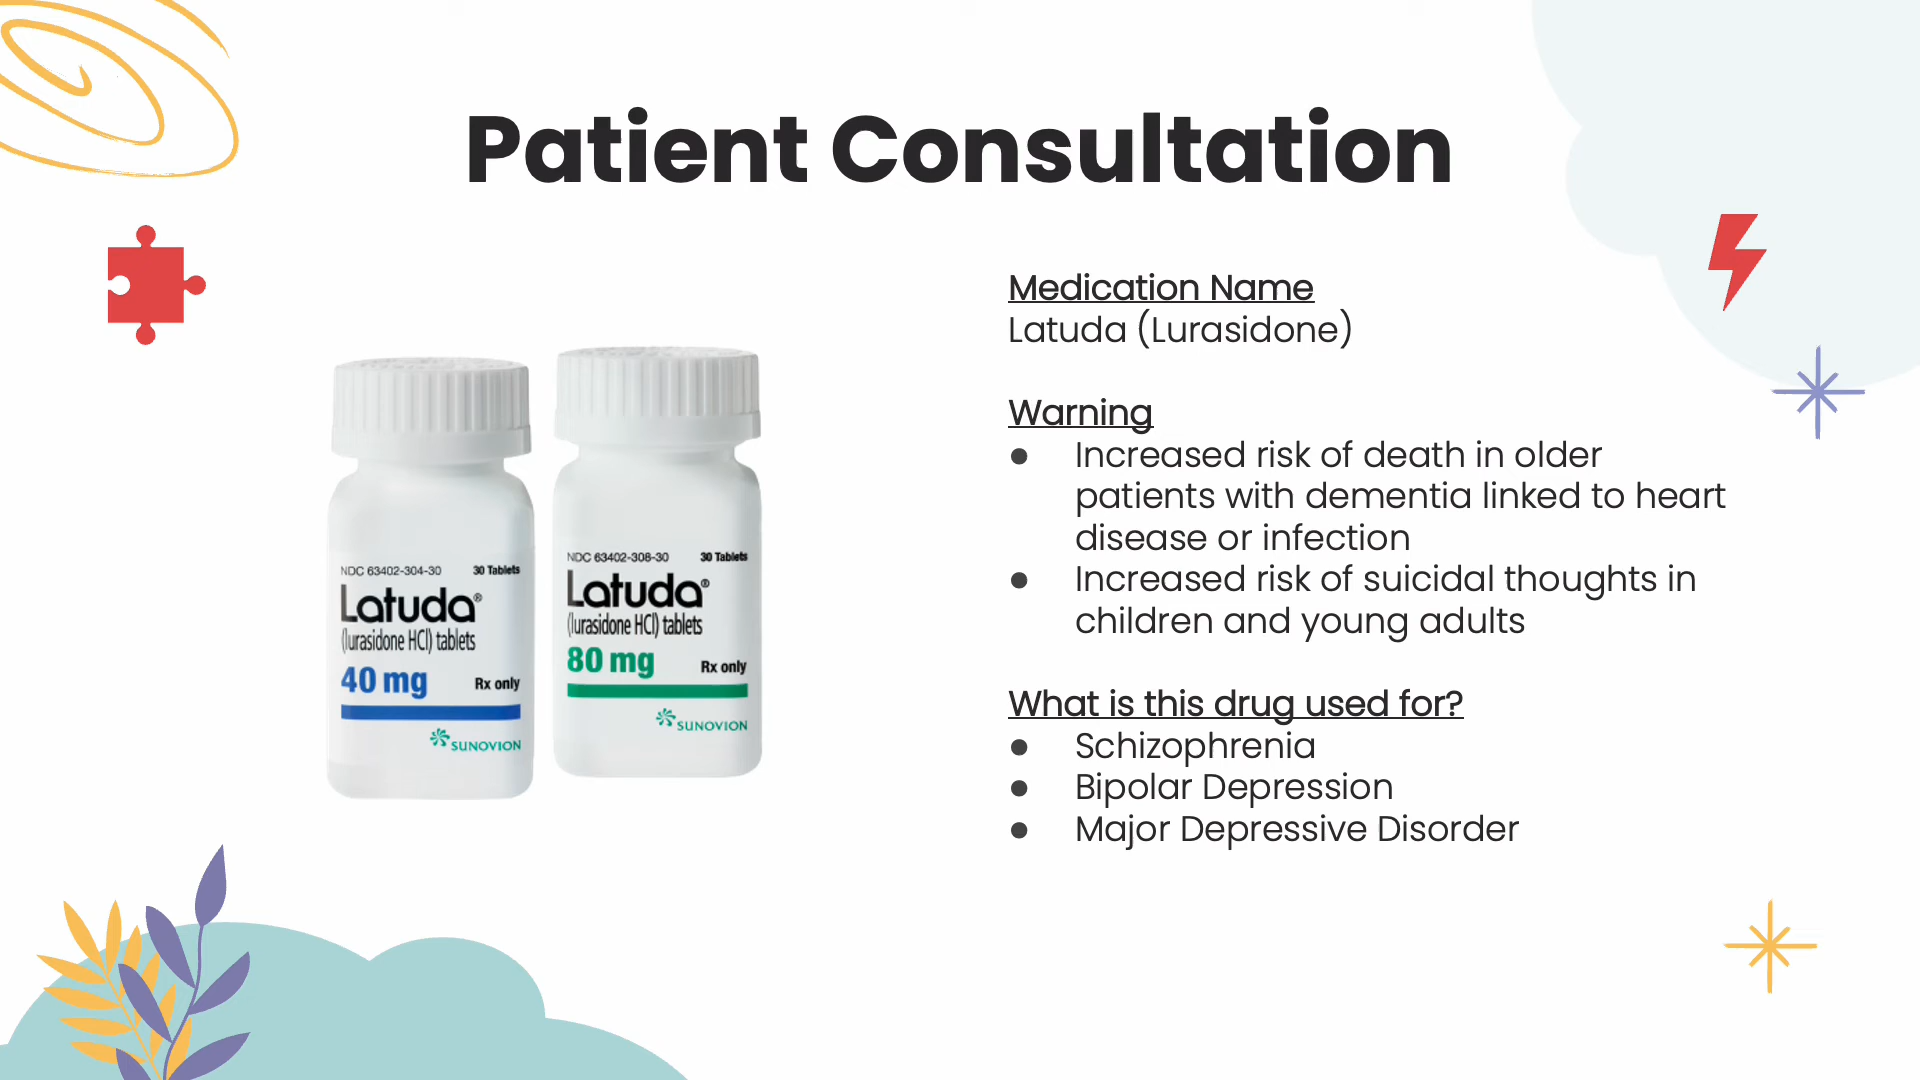 Patient Consultation
Medication Name
Latuda (Lurasidone)
Warning
● Increased risk of death in older
patients with dementia linked to heart
disease or infection
● Increased risk of suicidal thoughts in
children and young adults
What is this drug used for?
● Schizophrenia
● Bipolar Depression
● Major Depressive Disorder
NDC 63402-304-30 30 Tablets
Latuda®
(lurasidone HCl) tablets
40 mg Rx only
SUNOVION
NDC 63402-308-30 30 Tablets
Latuda®
(lurasidone HCl) tablets
80 mg Rx only
SUNOVION